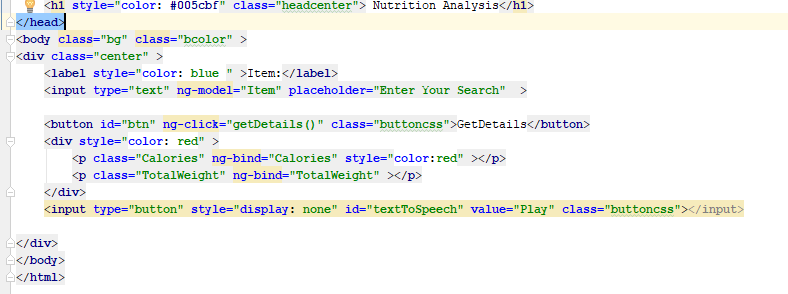 <h1 style="color: #005cbf" class="headcenter"> Nutrition Analysis</h1>
</head>
<body class="bg" class="bcolor" >
<div class="center" >
<label style="color: blue " >Item:</label>
<input type="text" ng-model="Item" placeholder="Enter Your Search"  >
<button id="btn" ng-click="getDetails()" class="buttoncss">GetDetails</button>
<div style="color: red" >
<p class="Calories" ng-bind="Calories" style="color:red" ></p>
<p class="TotalWeight" ng-bind="TotalWeight" ></p>
</div>
<input type="button" style="display: none" id="textToSpeech" value="Play" class="buttoncss"></input>
</div>
</body>
</html>